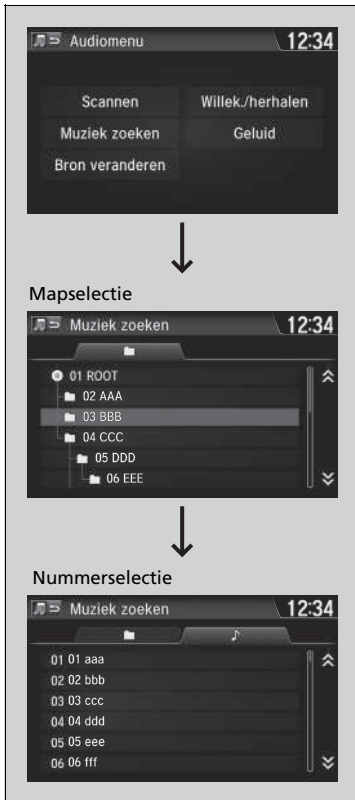 Audiomenu 12:34
Scannen Willek./herhalen
Muziek zoeken Geluid
Bron veranderen
Mapselectie
Muziek zoeken 12:34
01 ROOT
02 AAA
03 BBB
04 CCC
05 DDD
06 EEE
Nummerselectie
Muziek zoeken 12:34
01 01 aaa
02 02 bbb
03 03 ccc
04 04 ddd
05 05 eee
06 06 fff